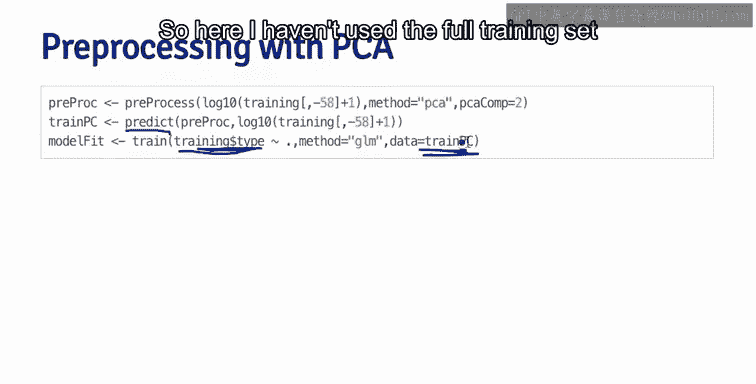 So here I haven't used the full training set
Preprocessing with PCA
preProc <- preProcess(log10(training[,-58]+1),method="pca",pcaComp=2)
trainPC <- predict(preProc,log10(training[,-58]+1))
modelFit <- train(training$type ~ .,method="glm",data=trainPC)